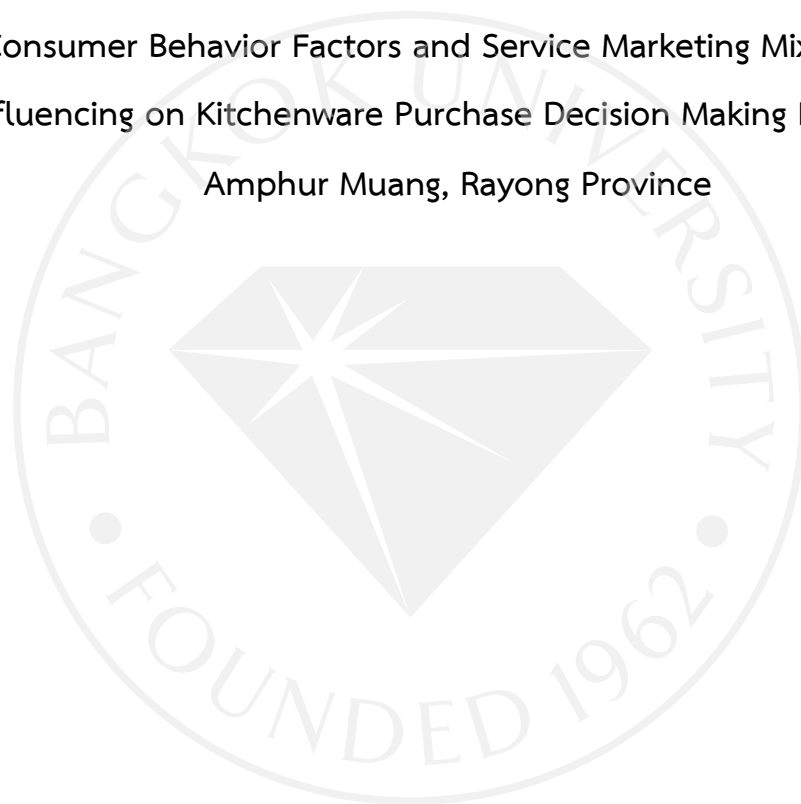 Consumer Behavior Factors and Service Marketing
fluencing on Kitchenware Purchase Decision Making
Amphur Muang, Rayong Province
BANGKOK UNIVERSITY
FOUNDED 1962